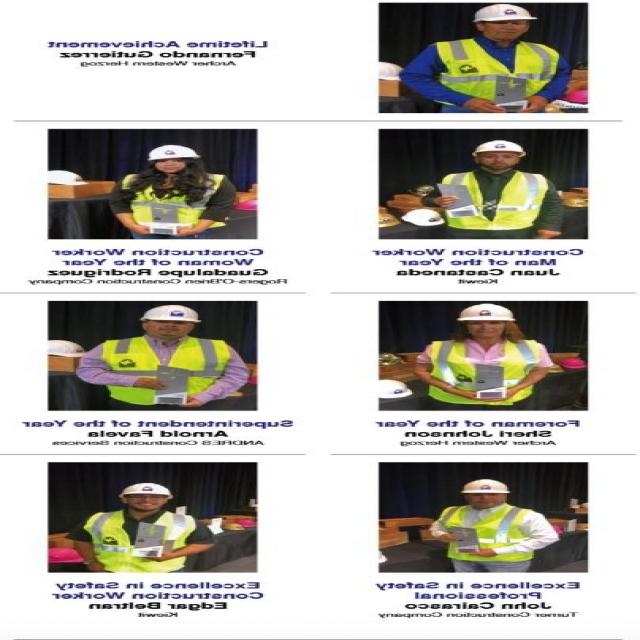 Lifetime Achievement
Fernando Gutierrez
Archer Western Herzog
Construction Worker
Man of the Year
Juan Castaneda
Kiewit
Construction Worker
Woman of the Year
Guadalupe Rodriguez
Rogers-O'Brien Construction Company
Foreman of the Year
Sheri Johnson
Archer Western Herzog
Superintendent of the Year
Arnold Favela
ANDRES Construction Services
Excellence in Safety
Professional
John Cairasco
Turner Construction Company
Excellence in Safety
Construction Worker
Edgar Beltran
Kiewit